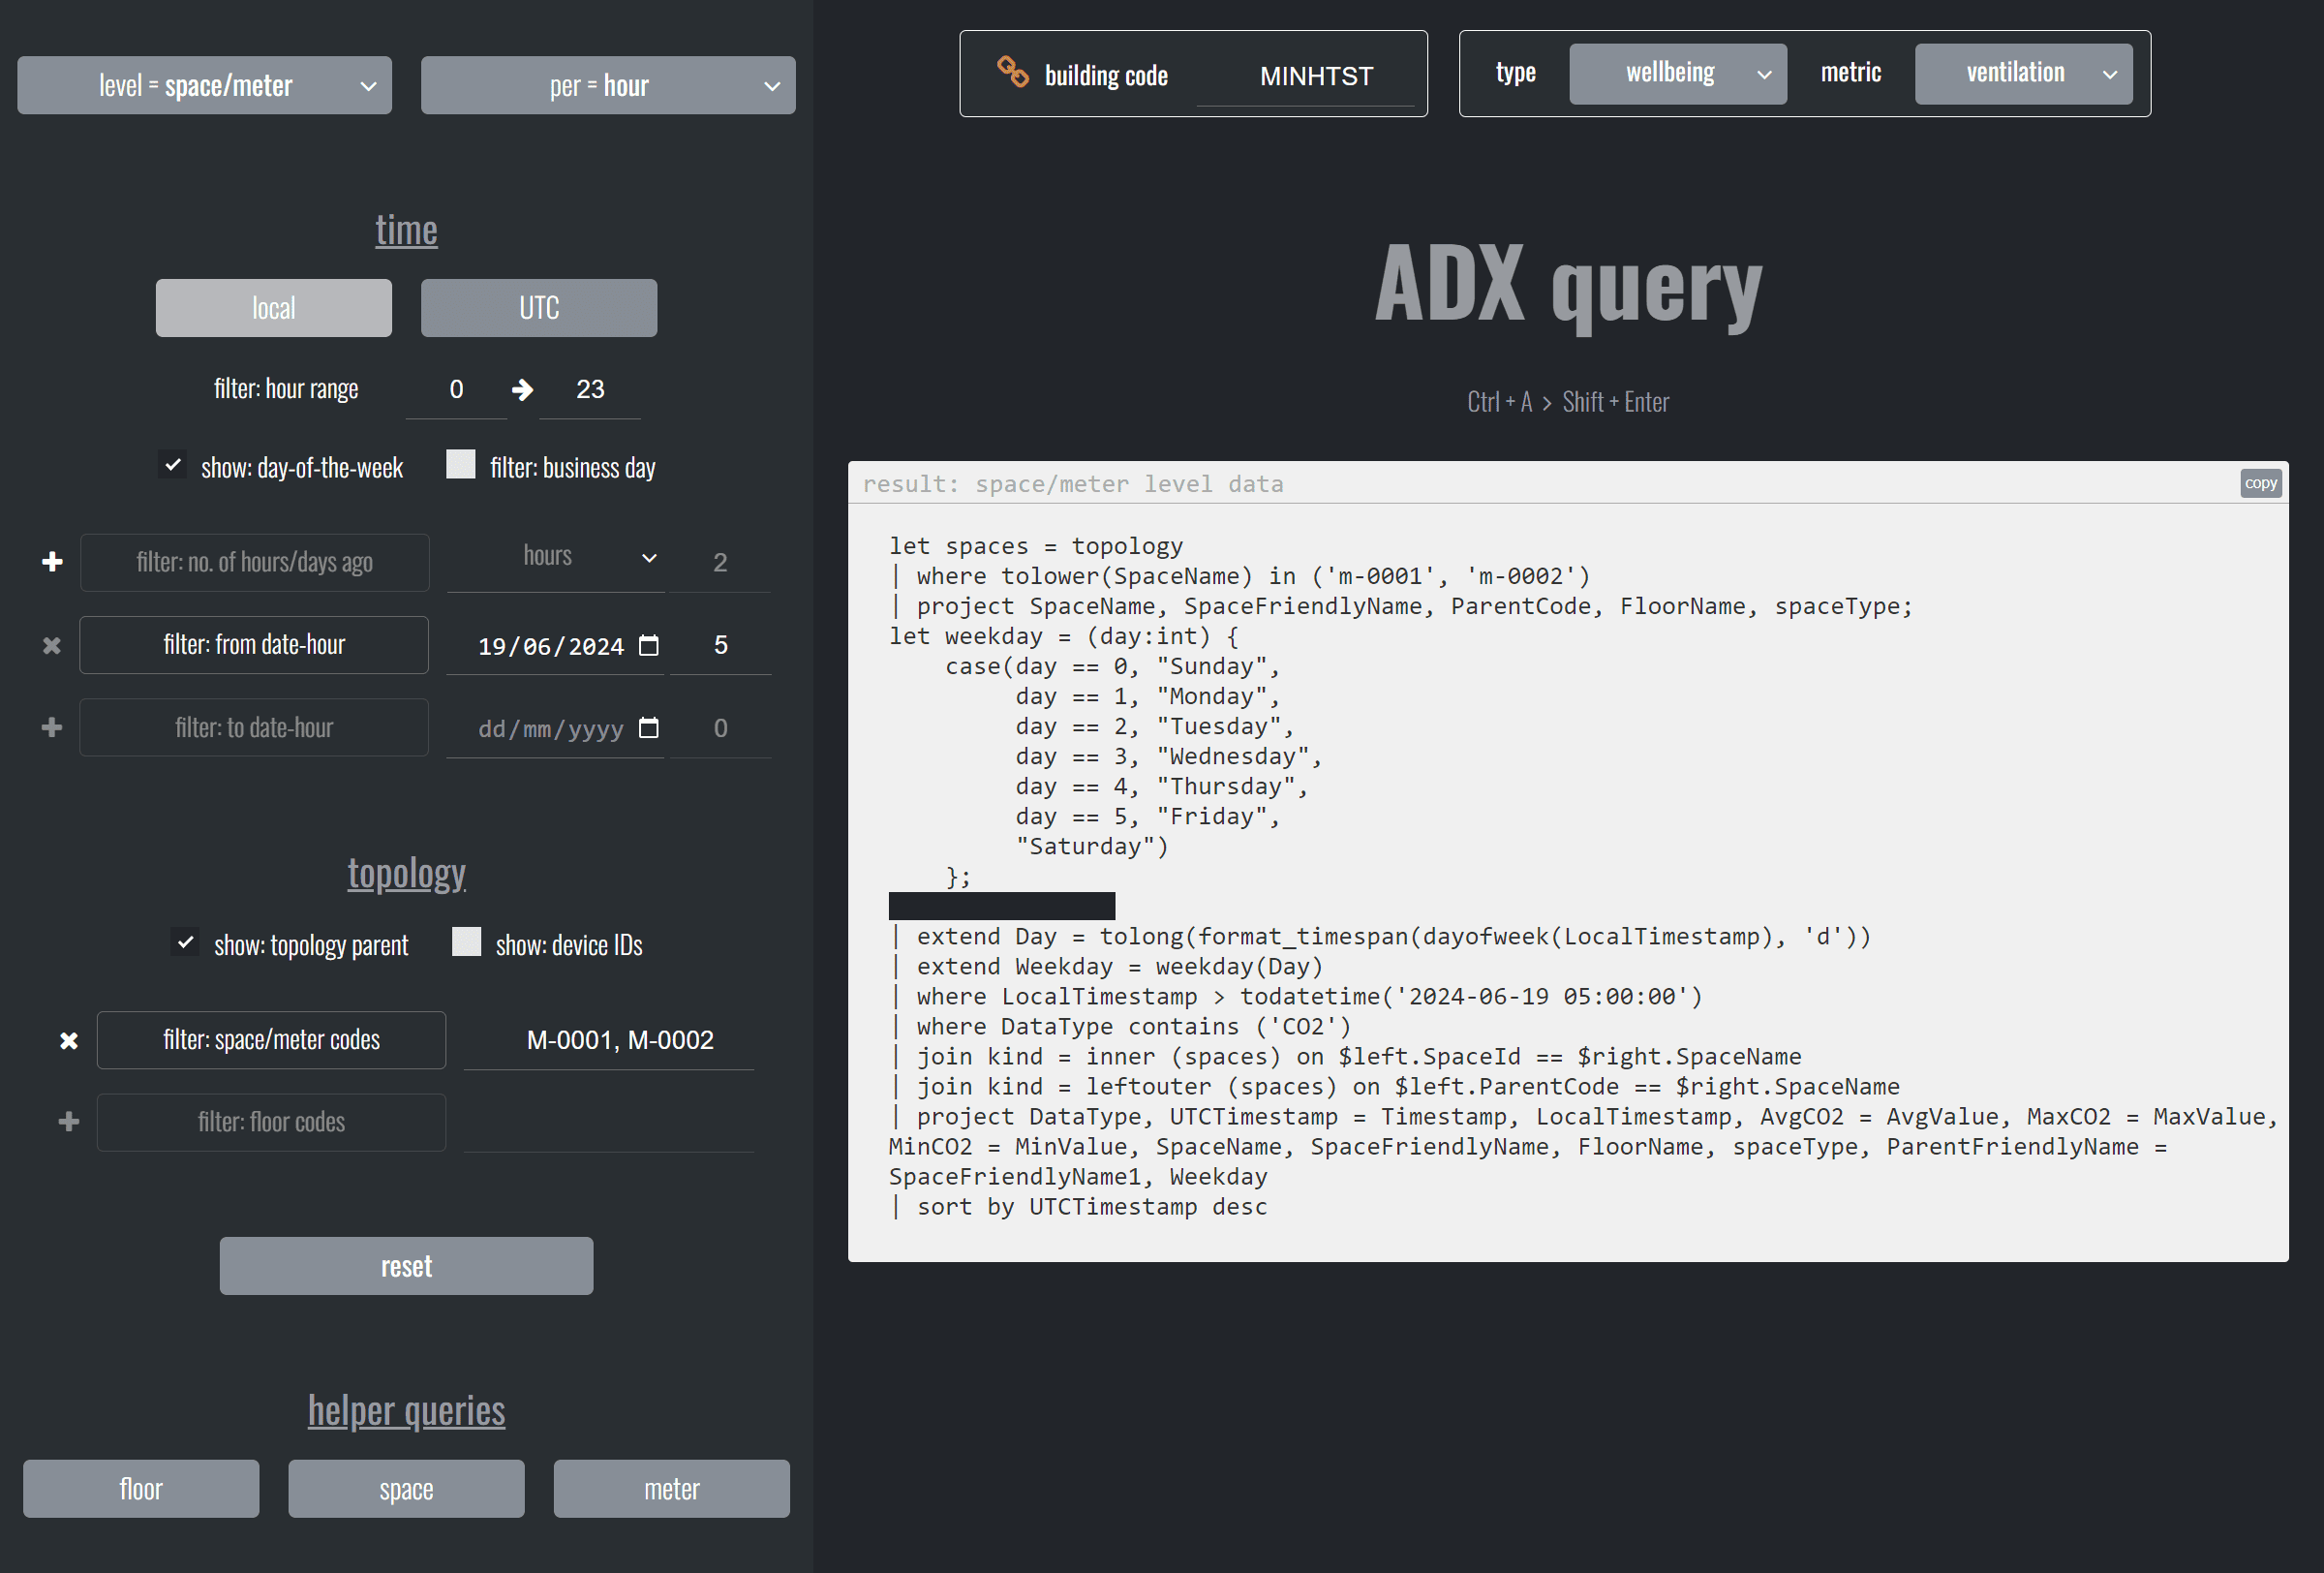 level = space/meter
per = hour
time
local
UTC
filter: hour range
0
23
show: day-of-the-week
filter: business day
filter: no. of hours/days ago
hours
2
filter: from date-hour
19/06/2024
5
filter: to date-hour
dd/mm/yyyy
0
topology
show: topology parent
show: device IDs
filter: space/meter codes
M-0001, M-0002
filter: floor codes
reset
helper queries
floor
space
meter
building code
MINHTST
type
wellbeing
metric
ventilation
ADX query
Ctrl + A > Shift + Enter
result: space/meter level data
copy
let spaces = topology
| where tolower(SpaceName) in ('m-0001', 'm-0002')
| project SpaceName, SpaceFriendlyName, ParentCode, FloorName, spaceType;
let weekday = (day:int) {
case(day == 0, "Sunday",
day == 1, "Monday",
day == 2, "Tuesday",
day == 3, "Wednesday",
day == 4, "Thursday",
day == 5, "Friday",
"Saturday")
};
| extend Day = tolong(format_timespan(dayofweek(LocalTimestamp), 'd'))
| extend Weekday = weekday(Day)
| where LocalTimestamp > todatetime('2024-06-19 05:00:00')
| where DataType contains ('CO2')
| join kind = inner (spaces) on $left.SpaceId == $right.SpaceName
| join kind = leftouter (spaces) on $left.ParentCode == $right.SpaceName
| project DataType, UTCTimestamp = Timestamp, LocalTimestamp, AvgCO2 = AvgValue, MaxCO2 = MaxValue,
MinCO2 = MinValue, SpaceName, SpaceFriendlyName, FloorName, spaceType, ParentFriendlyName =
SpaceFriendlyName1, Weekday
| sort by UTCTimestamp desc